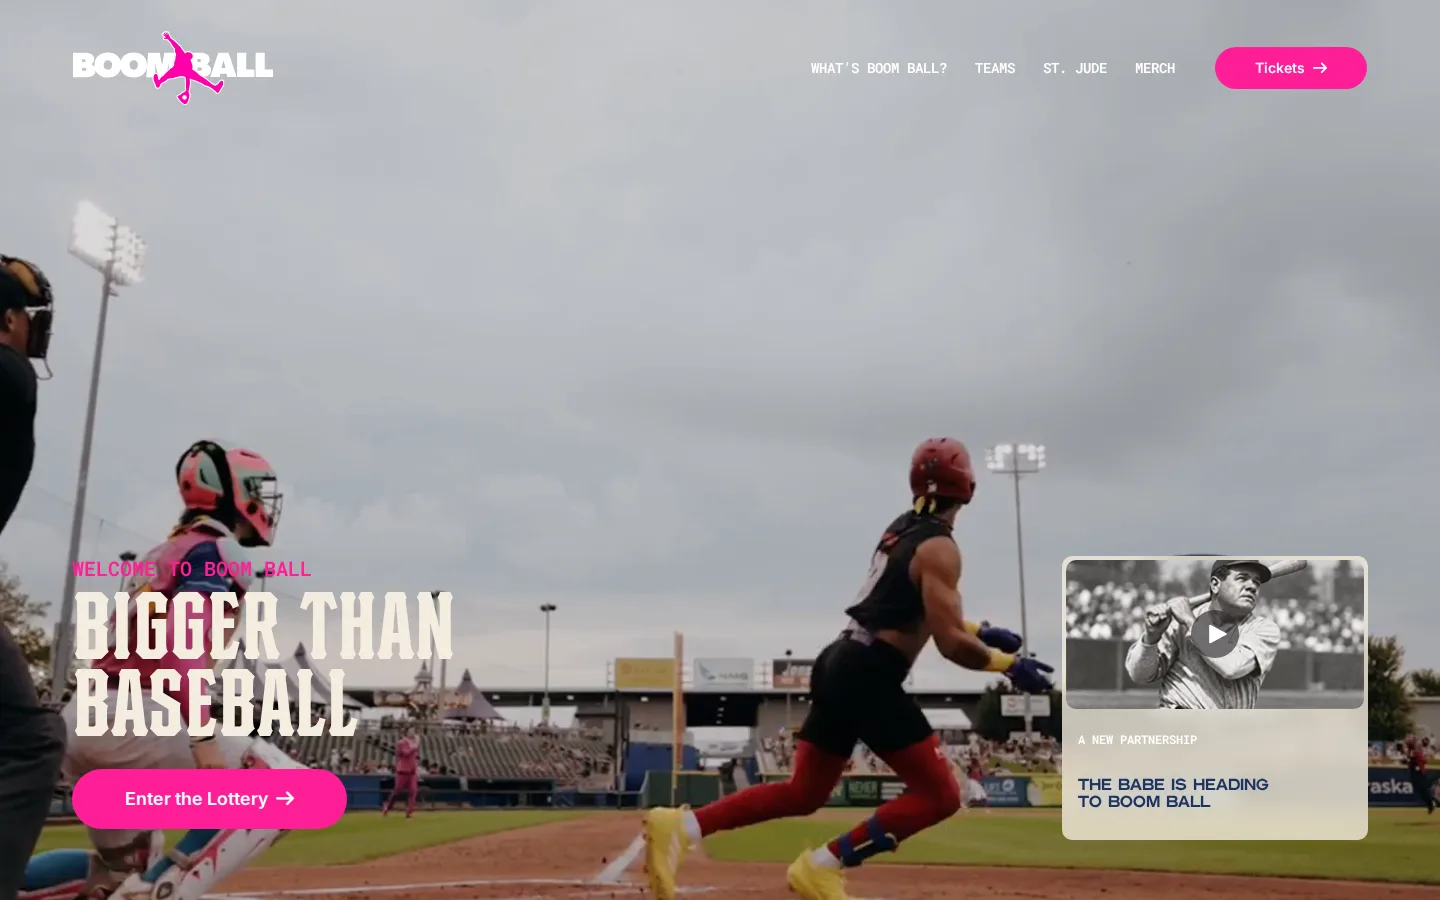 BOOM BALL
WHAT'S BOOM BALL?
TEAMS
ST. JUDE
MERCH
Tickets
WELCOME TO BOOM BALL
BIGGER THAN
BASEBALL
Enter the Lottery
A NEW PARTNERSHIP
THE BABE IS HEADING
TO BOOM BALL